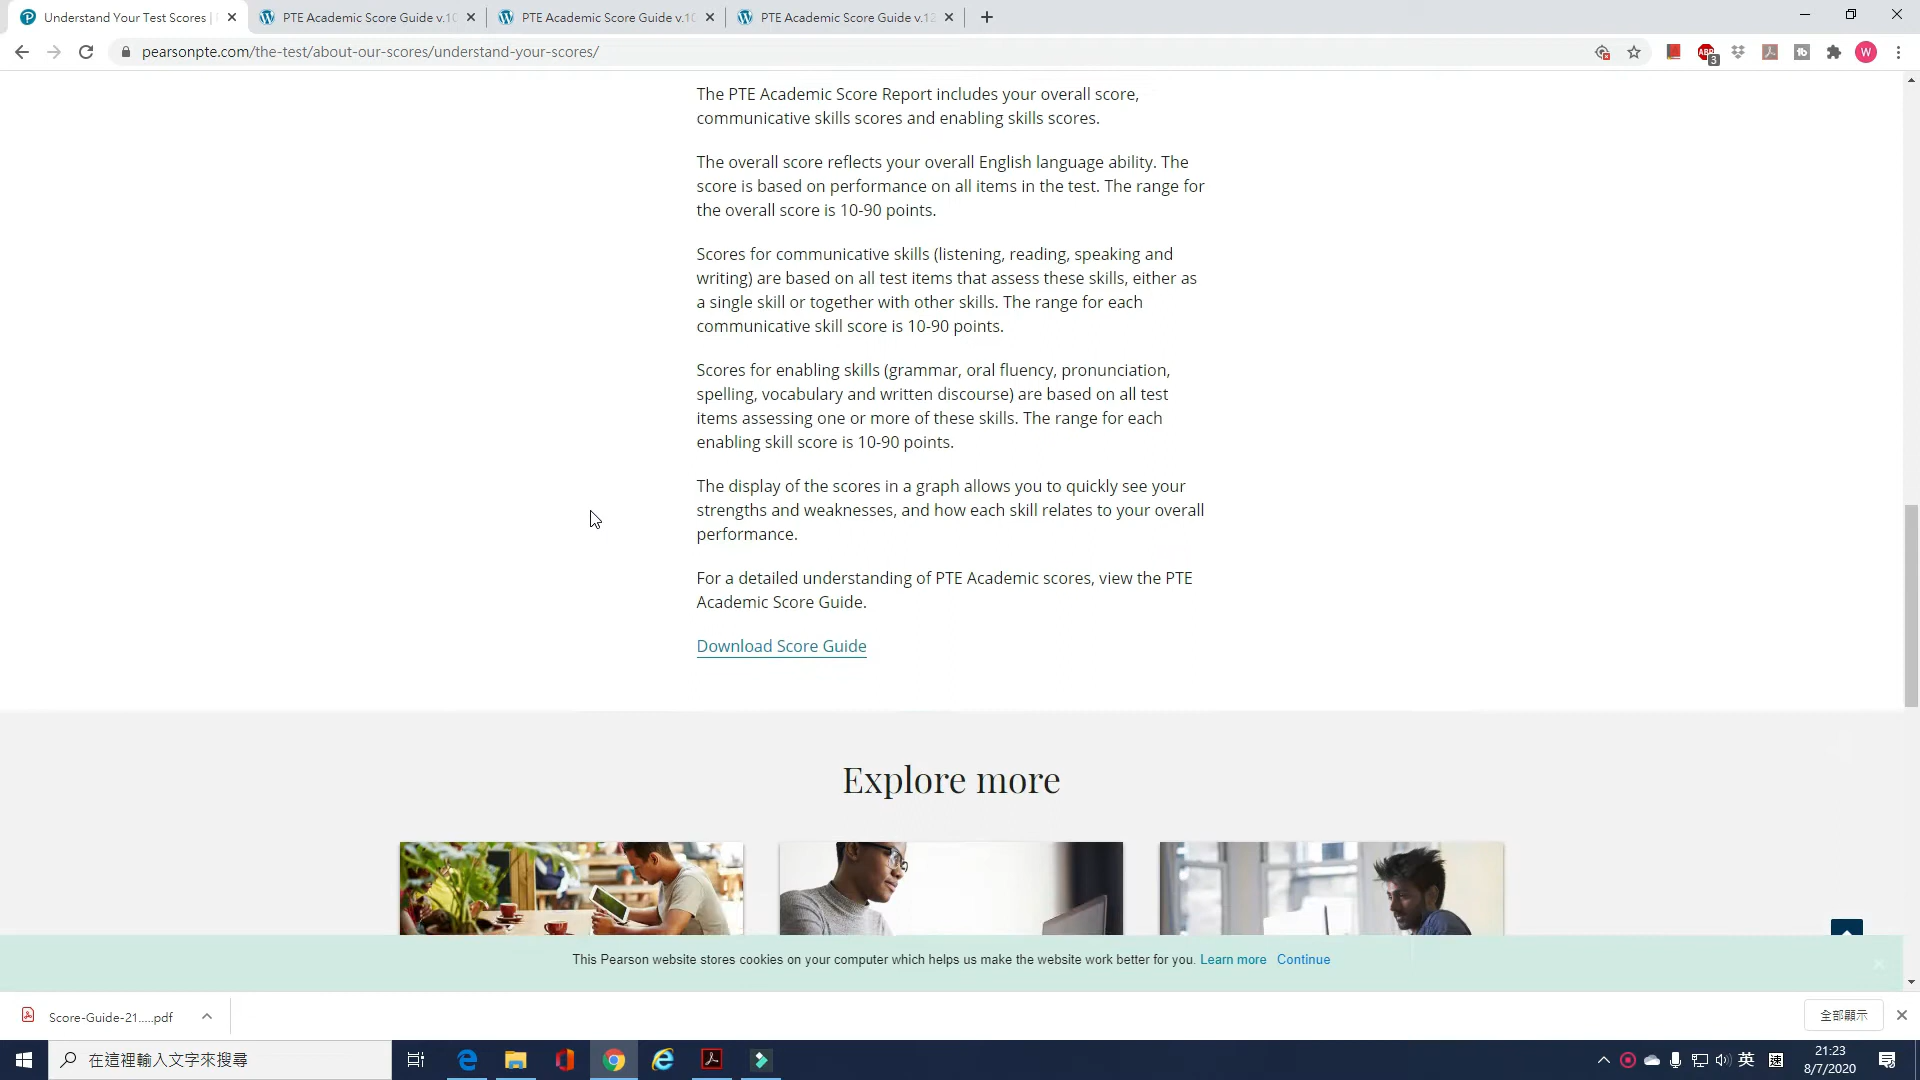 Understand Your Test Scores |
PTE Academic Score Guide v.10
PTE Academic Score Guide v.10
PTE Academic Score Guide v.12
pearsonpte.com/the-test/about-our-scores/understand-your-scores/
ABP
3
W
The PTE Academic Score Report includes your overall score,
communicative skills scores and enabling skills scores.
The overall score reflects your overall English language ability. The
score is based on performance on all items in the test. The range for
the overall score is 10-90 points.
Scores for communicative skills (listening, reading, speaking and
writing) are based on all test items that assess these skills, either as
a single skill or together with other skills. The range for each
communicative skill score is 10-90 points.
Scores for enabling skills (grammar, oral fluency, pronunciation,
spelling, vocabulary and written discourse) are based on all test
items assessing one or more of these skills. The range for each
enabling skill score is 10-90 points.
The display of the scores in a graph allows you to quickly see your
strengths and weaknesses, and how each skill relates to your overall
performance.
For a detailed understanding of PTE Academic scores, view the PTE
Academic Score Guide.
Download Score Guide
Explore more
This Pearson website stores cookies on your computer which helps us make the website work better for you. Learn more Continue
Score-Guide-21.....pdf
全部顯示
在這裡輸入文字來搜尋
英
21:23
8/7/2020